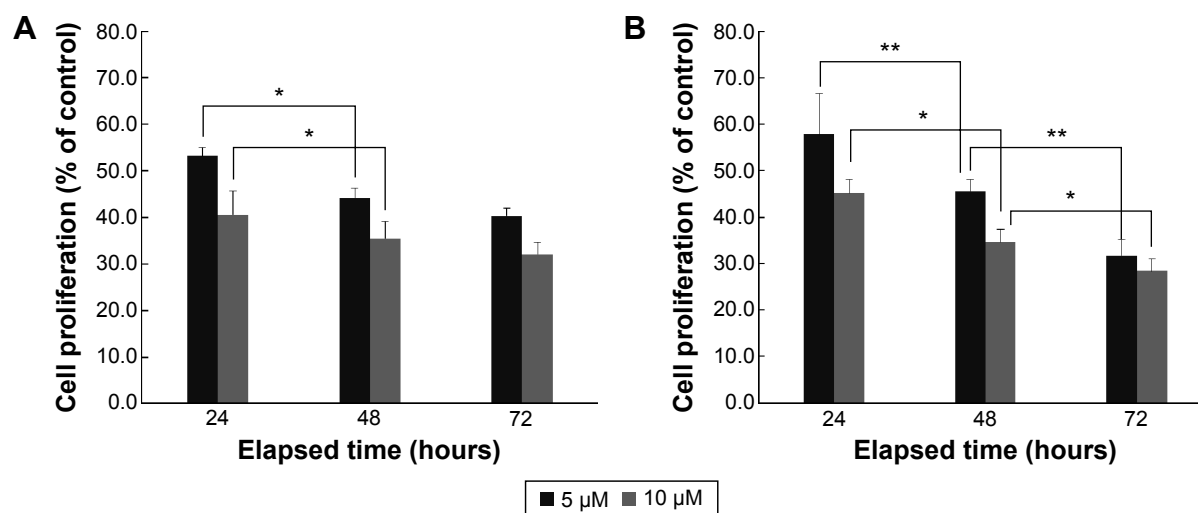 A
Cell proliferation (% of control)
80.0
70.0
60.0
50.0
40.0
30.0
20.0
10.0
0.0
*
*
24 48 72
Elapsed time (hours)
B
Cell proliferation (% of control)
80.0
70.0
60.0
50.0
40.0
30.0
20.0
10.0
0.0
**
*
**
*
24 48 72
Elapsed time (hours)
5 µM 10 µM